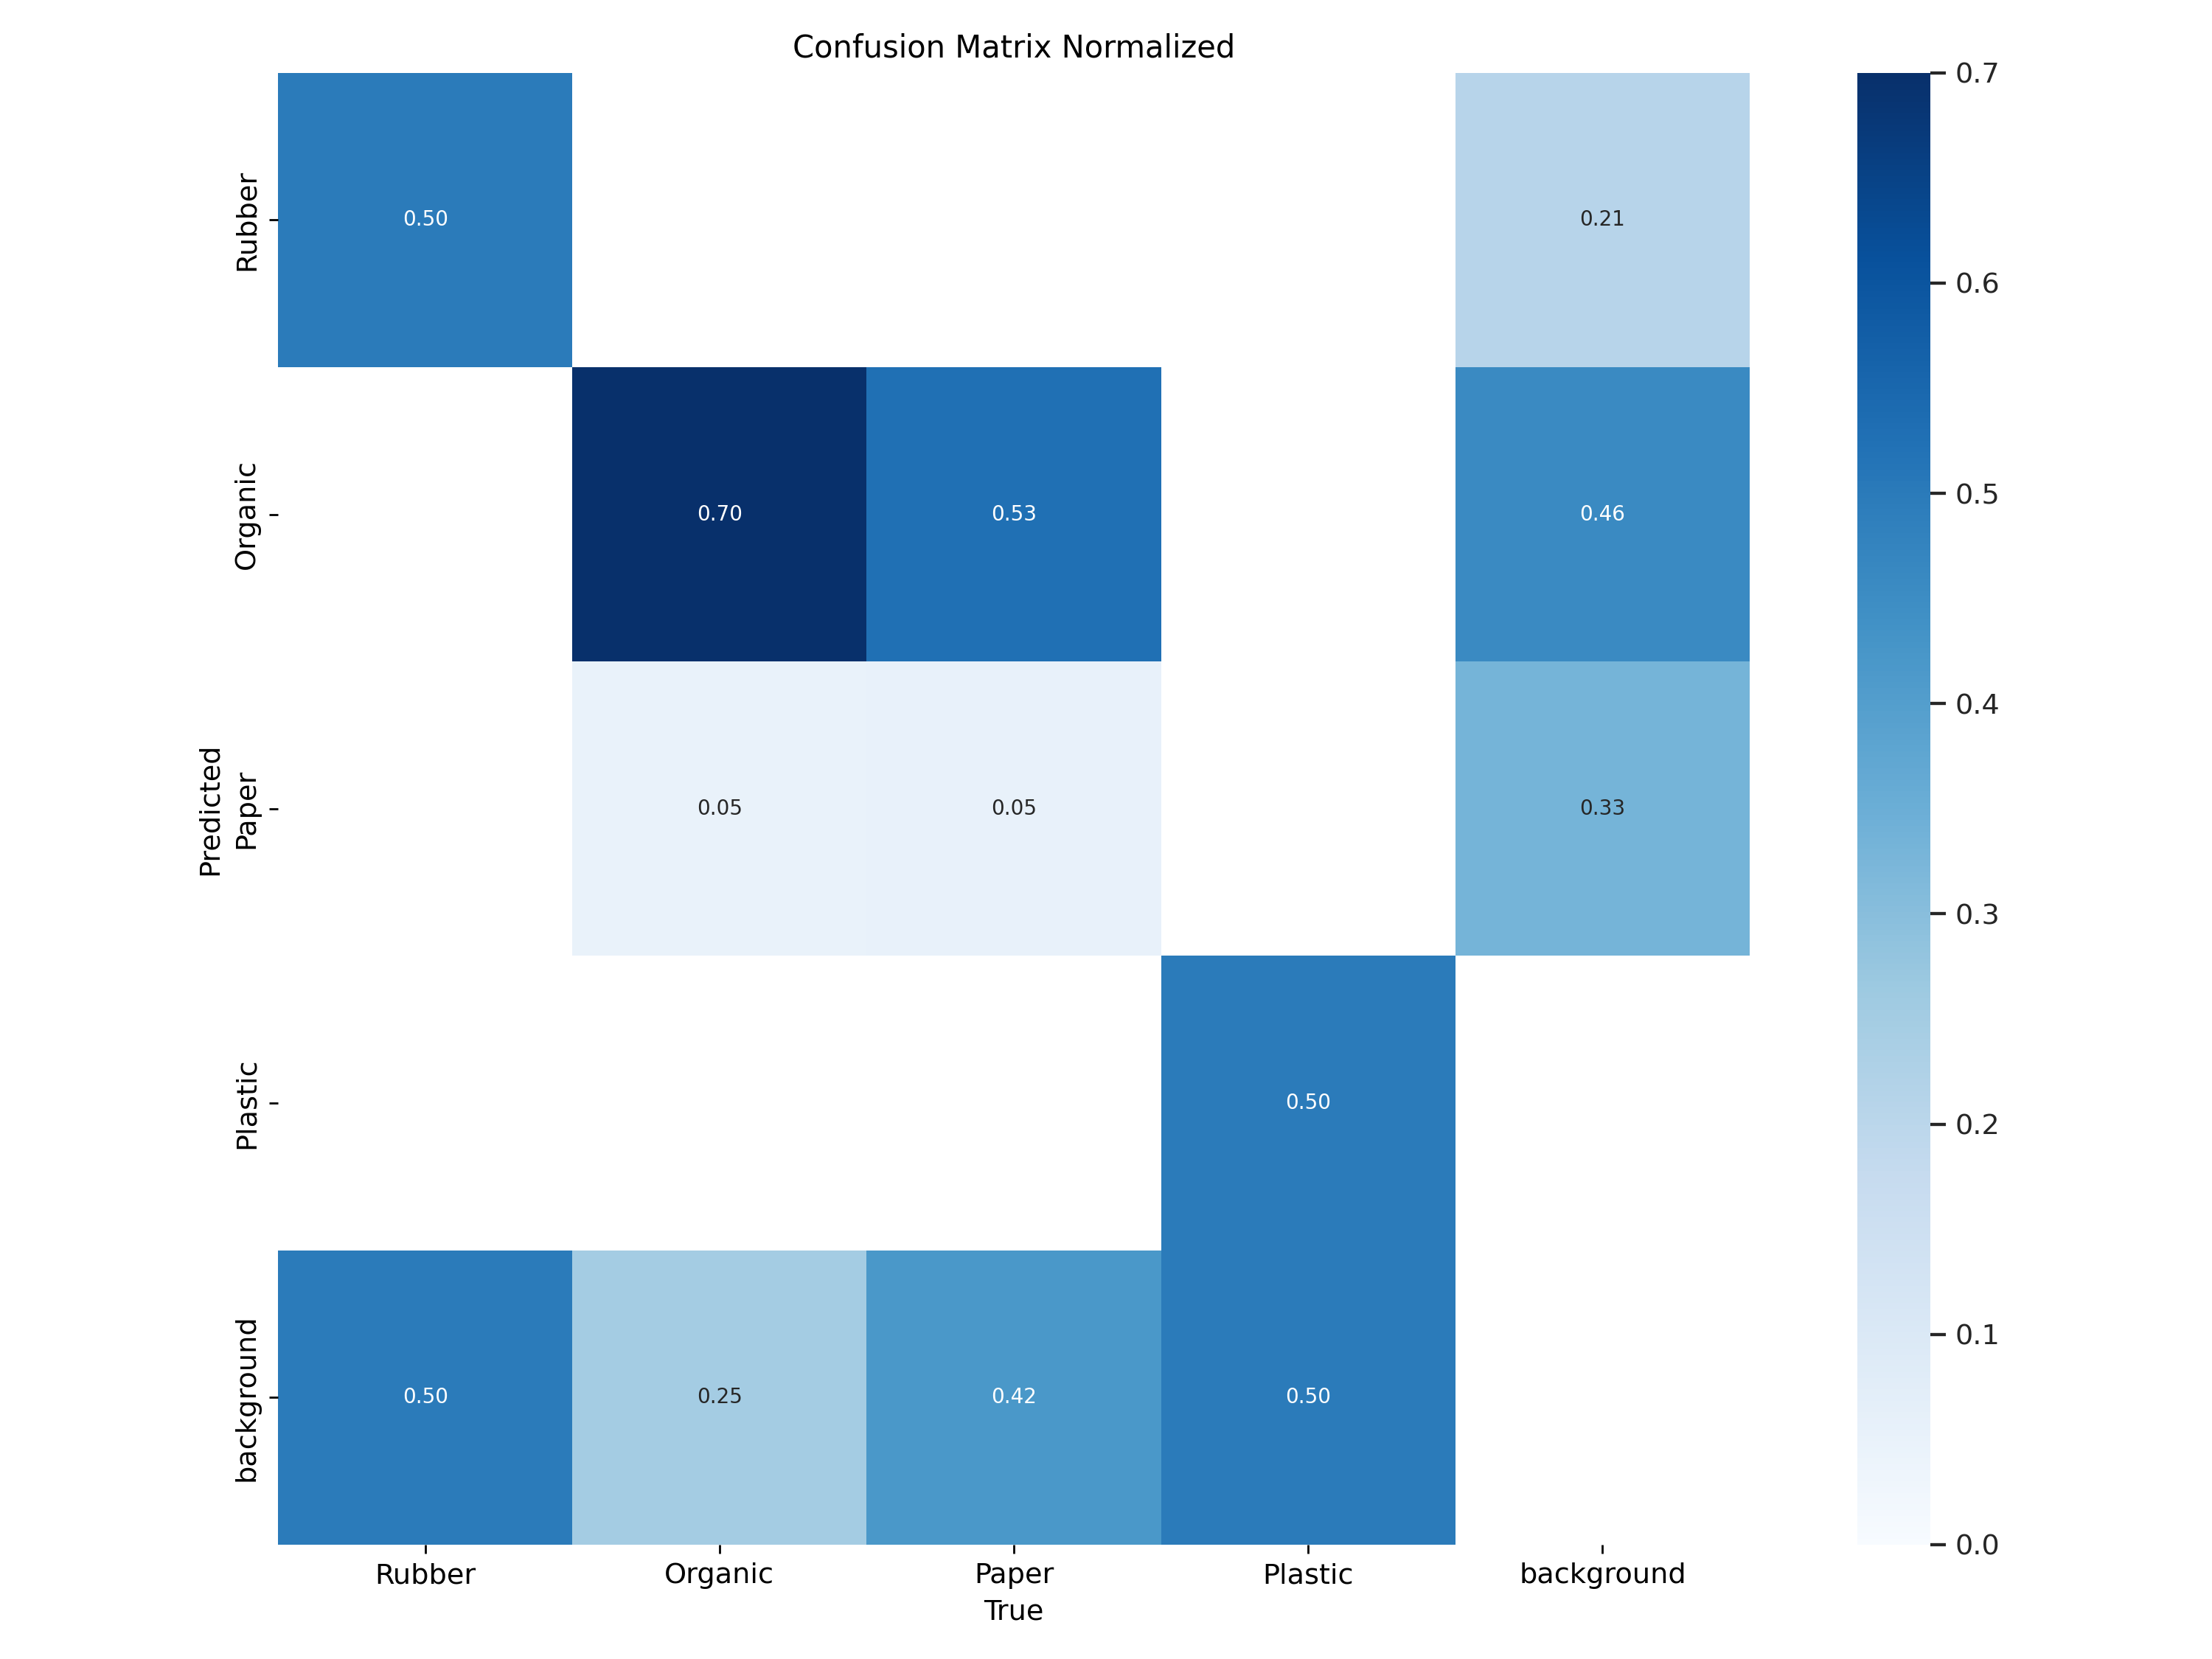 Confusion Matrix Normalized
Rubber
0.50
0.21
0.7
0.6
Organic
0.70
0.53
0.46
0.5
0.4
Predicted
Paper
0.05
0.05
0.33
0.3
Plastic
0.50
0.2
background
0.50
0.25
0.42
0.50
0.1
0.0
Rubber
Organic
Paper
Plastic
background
True